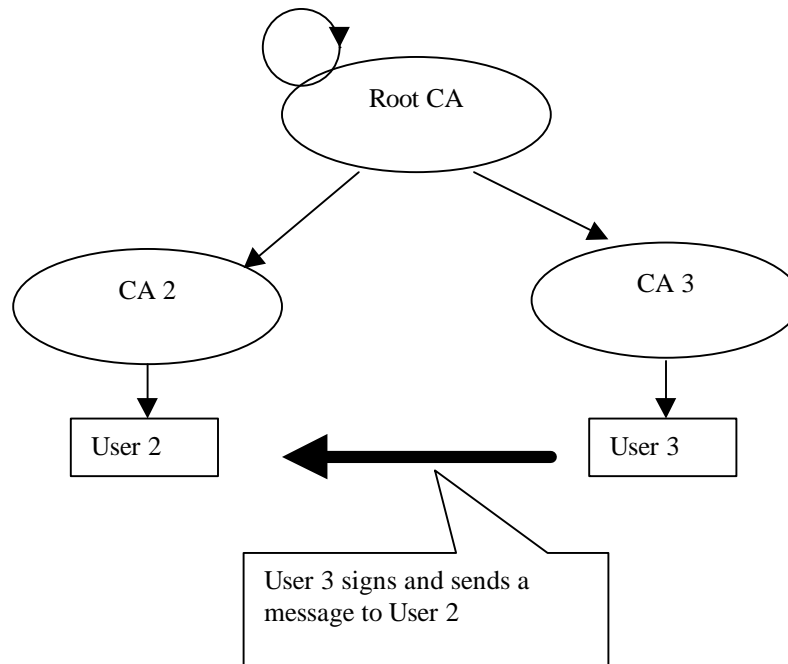 Root CA
CA 2
CA 3
User 2
User 3
User 3 signs and sends a
message to User 2